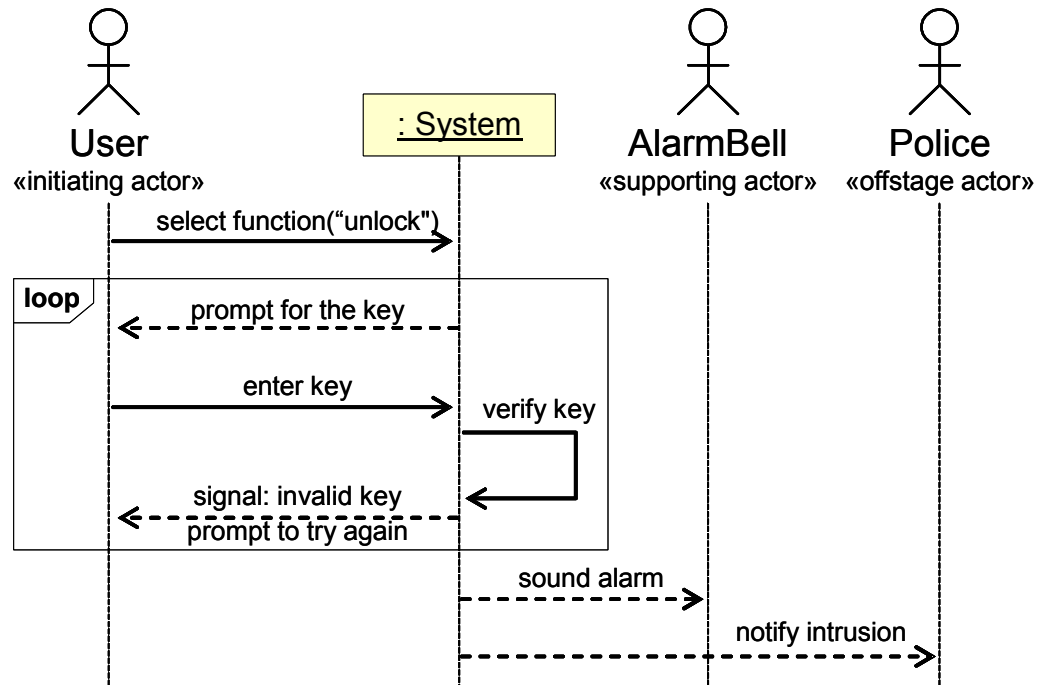 : System
User
AlarmBell
Police
«initiating actor»
«supporting actor»
«offstage actor»
select function(“unlock")
loop
prompt for the key
enter key
verify key
signal: invalid key
prompt to try again
sound alarm
notify intrusion